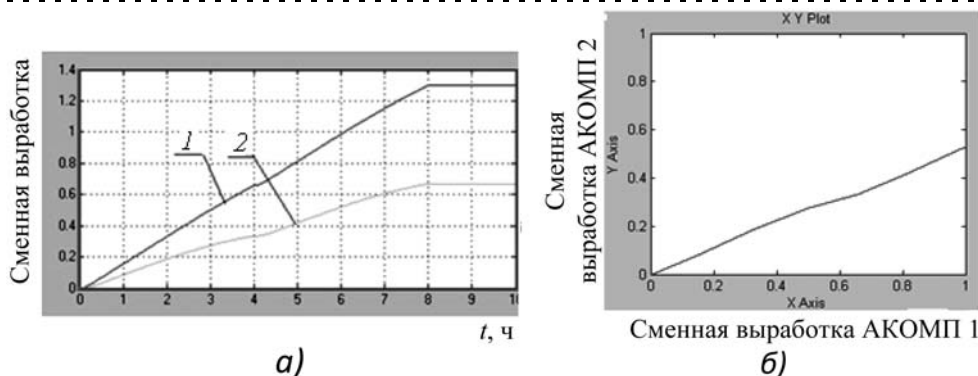 Сменная выработка
1.4
1.2
1
0.8
0.6
0.4
0.2
0
1
2
0 1 2 3 4 5 6 7 8 9 10
t, ч
а)
Сменная
выработка АКОМП 2
X Y Plot
Y Axis
1
0.8
0.6
0.4
0.2
0
0 0.2 0.4 0.6 0.8 1
X Axis
Сменная выработка АКОМП 1
б)